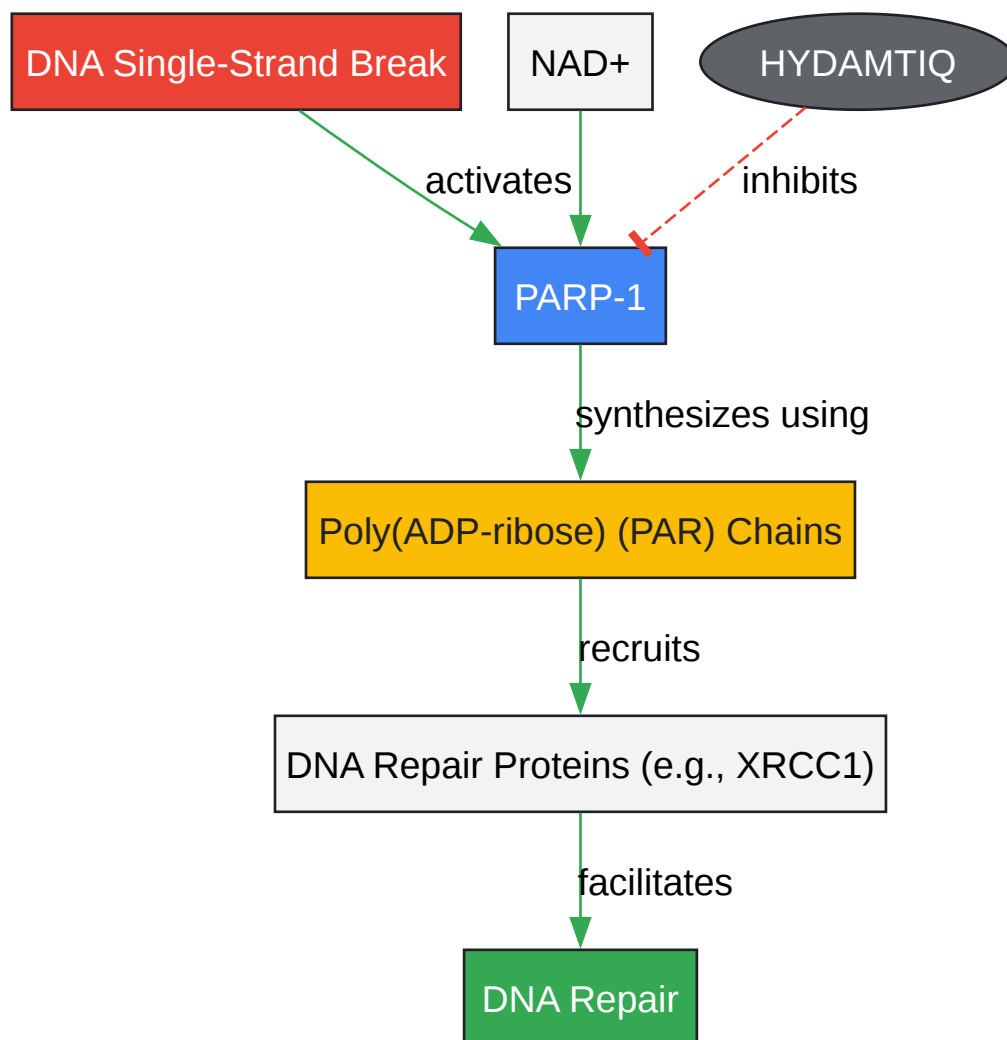 DNA Single-Strand Break
NAD+
HYDAMTIQ
activates
inhibits
PARP-1
synthesizes using
Poly(ADP-ribose) (PAR) Chains
recruits
DNA Repair Proteins (e.g., XRCC1)
facilitates
DNA Repair